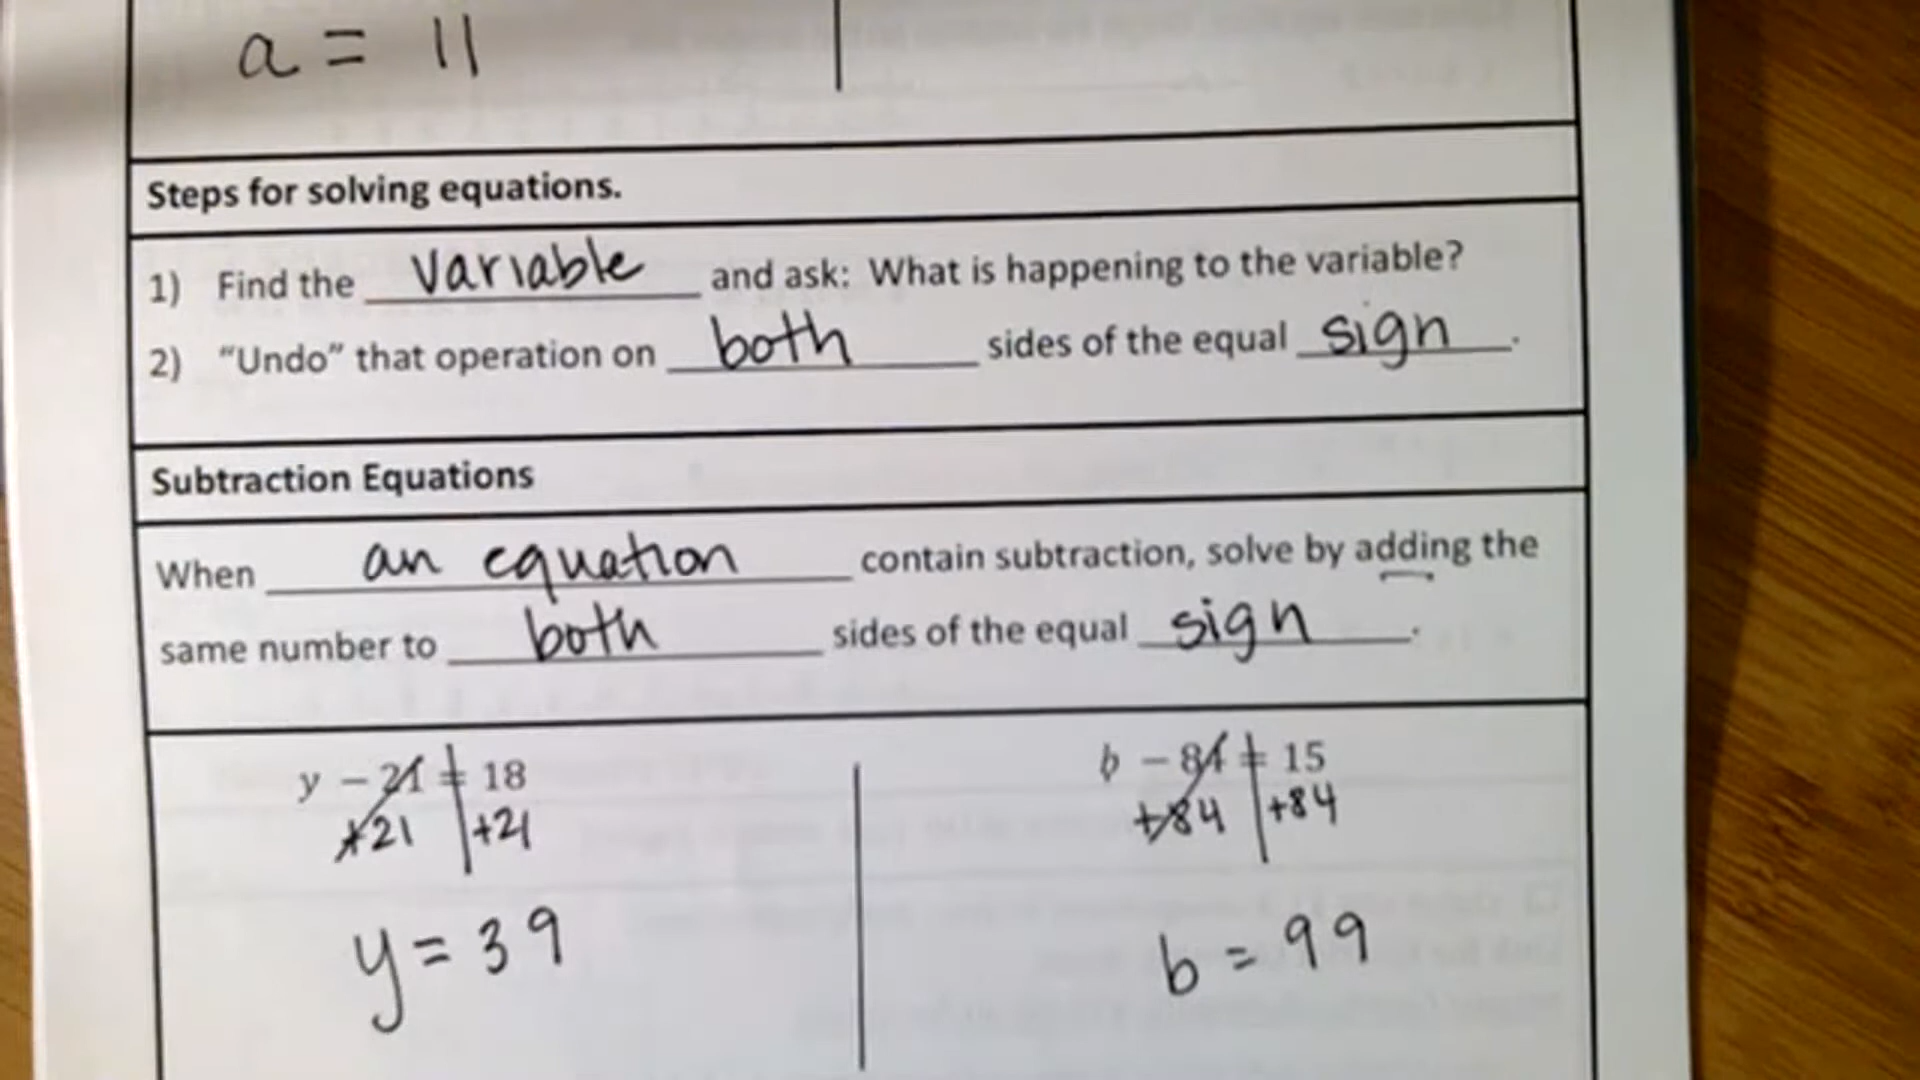 a = 11
Steps for solving equations.
1) Find the variable and ask: What is happening to the variable?
2) "Undo" that operation on both sides of the equal sign.
Subtraction Equations
When an equation contain subtraction, solve by adding the
same number to both sides of the equal sign.
y - 21 = 18
+21 +21
y = 39
b - 84 = 15
+84 +84
b = 99